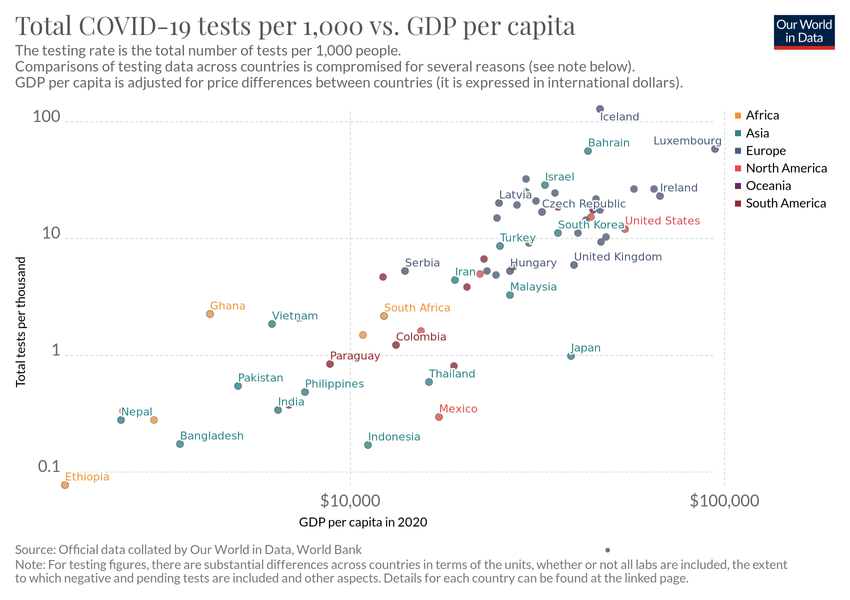 Total COVID-19 tests per 1,000 vs. GDP per capita
Our World
in Data
The testing rate is the total number of tests per 1,000 people.
Comparisons of testing data across countries is compromised for several reasons (see note below).
GDP per capita is adjusted for price differences between countries (it is expressed in international dollars).
100
10
1
0.1
Total tests per thousand
Iceland
Bahrain
Luxembourg
Israel
Ireland
Latvia
Czech Republic
South Korea
United States
Turkey
United Kingdom
Serbia
Iran
Hungary
Malaysia
Ghana
Vietnam
South Africa
Colombia
Japan
Paraguay
Thailand
Pakistan
Philippines
India
Mexico
Nepal
Bangladesh
Indonesia
Ethiopia
$10,000
$100,000
GDP per capita in 2020
Africa
Asia
Europe
North America
Oceania
South America
Source: Official data collated by Our World in Data, World Bank
Note: For testing figures, there are substantial differences across countries in terms of the units, whether or not all labs are included, the extent
to which negative and pending tests are included and other aspects. Details for each country can be found at the linked page.